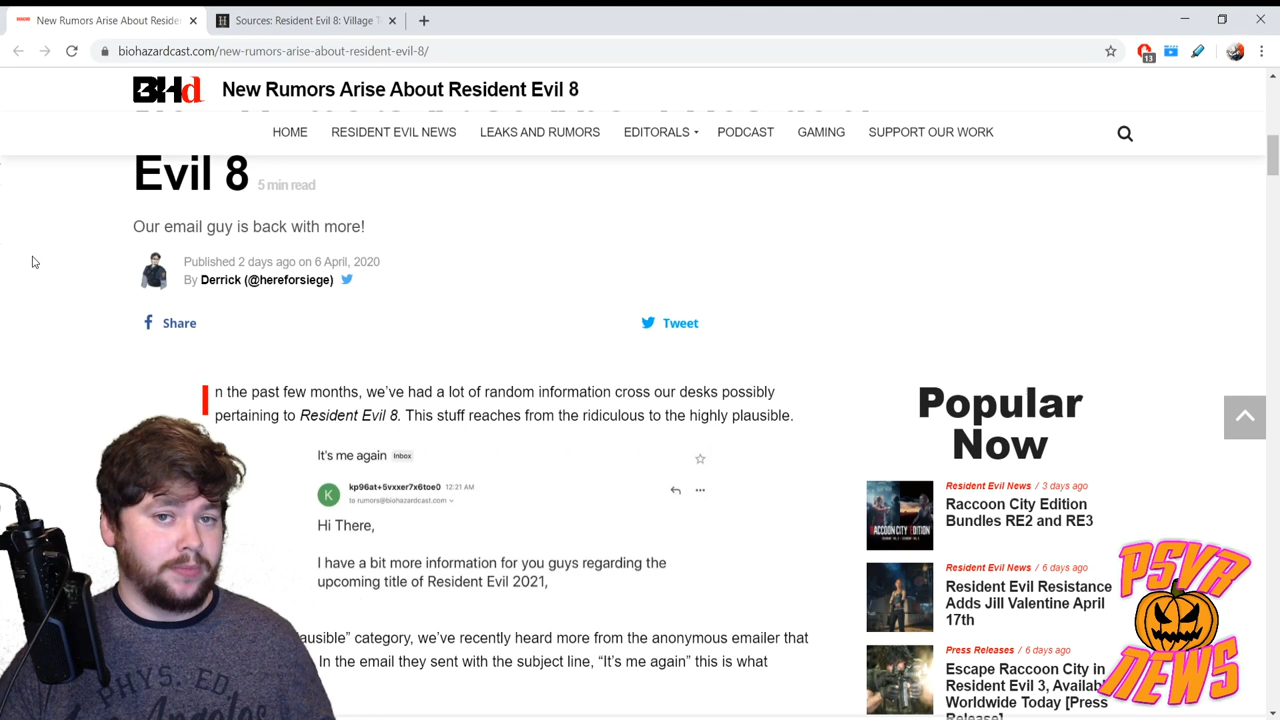 New Rumors Arise About Reside
Sources: Resident Evil 8: Village T
biohazardcast.com/new-rumors-arise-about-resident-evil-8/
13
BHd
New Rumors Arise About Resident Evil 8
HOME RESIDENT EVIL NEWS LEAKS AND RUMORS EDITORALS PODCAST GAMING SUPPORT OUR WORK
Evil 8 5 min read
Our email guy is back with more!
Published 2 days ago on 6 April, 2020
By Derrick (@hereforsiege)
Share
Tweet
In the past few months, we've had a lot of random information cross our desks possibly
pertaining to Resident Evil 8. This stuff reaches from the ridiculous to the highly plausible.
It's me again Inbox
K
kp96at+5vxxer7x6toe0 12:21 AM
to rumors@biohazardcast.com
Hi There,
I have a bit more information for you guys regarding the
upcoming title of Resident Evil 2021,
ausible" category, we've recently heard more from the anonymous emailer that
In the email they sent with the subject line, "It's me again" this is what
Popular
Now
Resident Evil News / 3 days ago
Raccoon City Edition
Bundles RE2 and RE3
RACCOON CITY EDITION
Resident Evil News / 6 days ago
Resident Evil Resistance
Adds Jill Valentine April
17th
Press Releases / 6 days ago
Escape Raccoon City in
Resident Evil 3, Availabl
Worldwide Today [Press
Release]
PSVR
NEWS
PHYSTED
Los Angeles